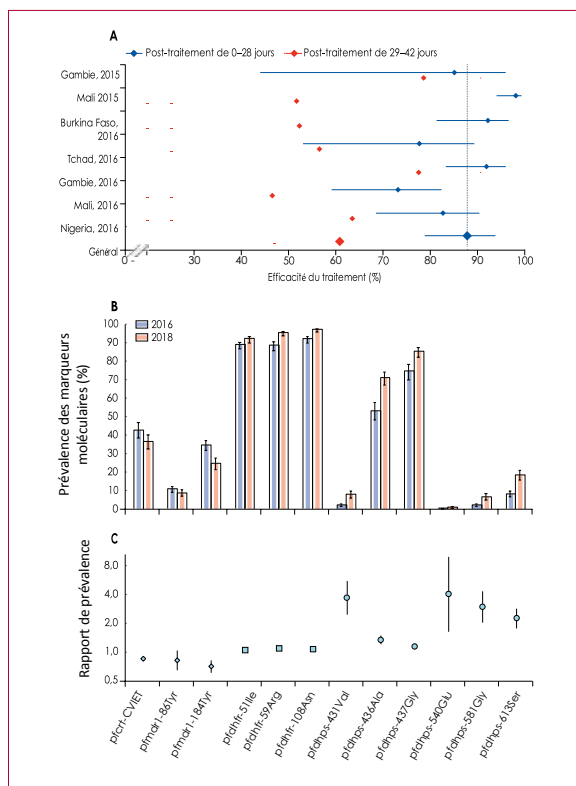 A
Post-traitement de 0–28 jours
Post-traitement de 29–42 jours
Gambie, 2015
Mali 2015
Burkina Faso,
2016
Tchad, 2016
Gambie, 2016
Mali, 2016
Nigeria, 2016
Général
0 30 40 50 60 70 80 90 100
Efficacité du traitement (%)
B
2016
2018
Prévalence des marqueurs
moléculaires (%)
100
90
80
70
60
50
40
30
20
10
0
C
Rapport de prévalence
8,0
4,0
2,0
1,0
0,5
pfcrt-CVIET
pfmdr1-86Tyr
pfmdr1-184Tyr
pfdhfr-51Ile
pfdhfr-59Arg
pfdhfr-108Asn
pfdhps-431Val
pfdhps-436Ala
pfdhps-437Gly
pfdhps-540Glu
pfdhps-581Gly
pfdhps-613Ser